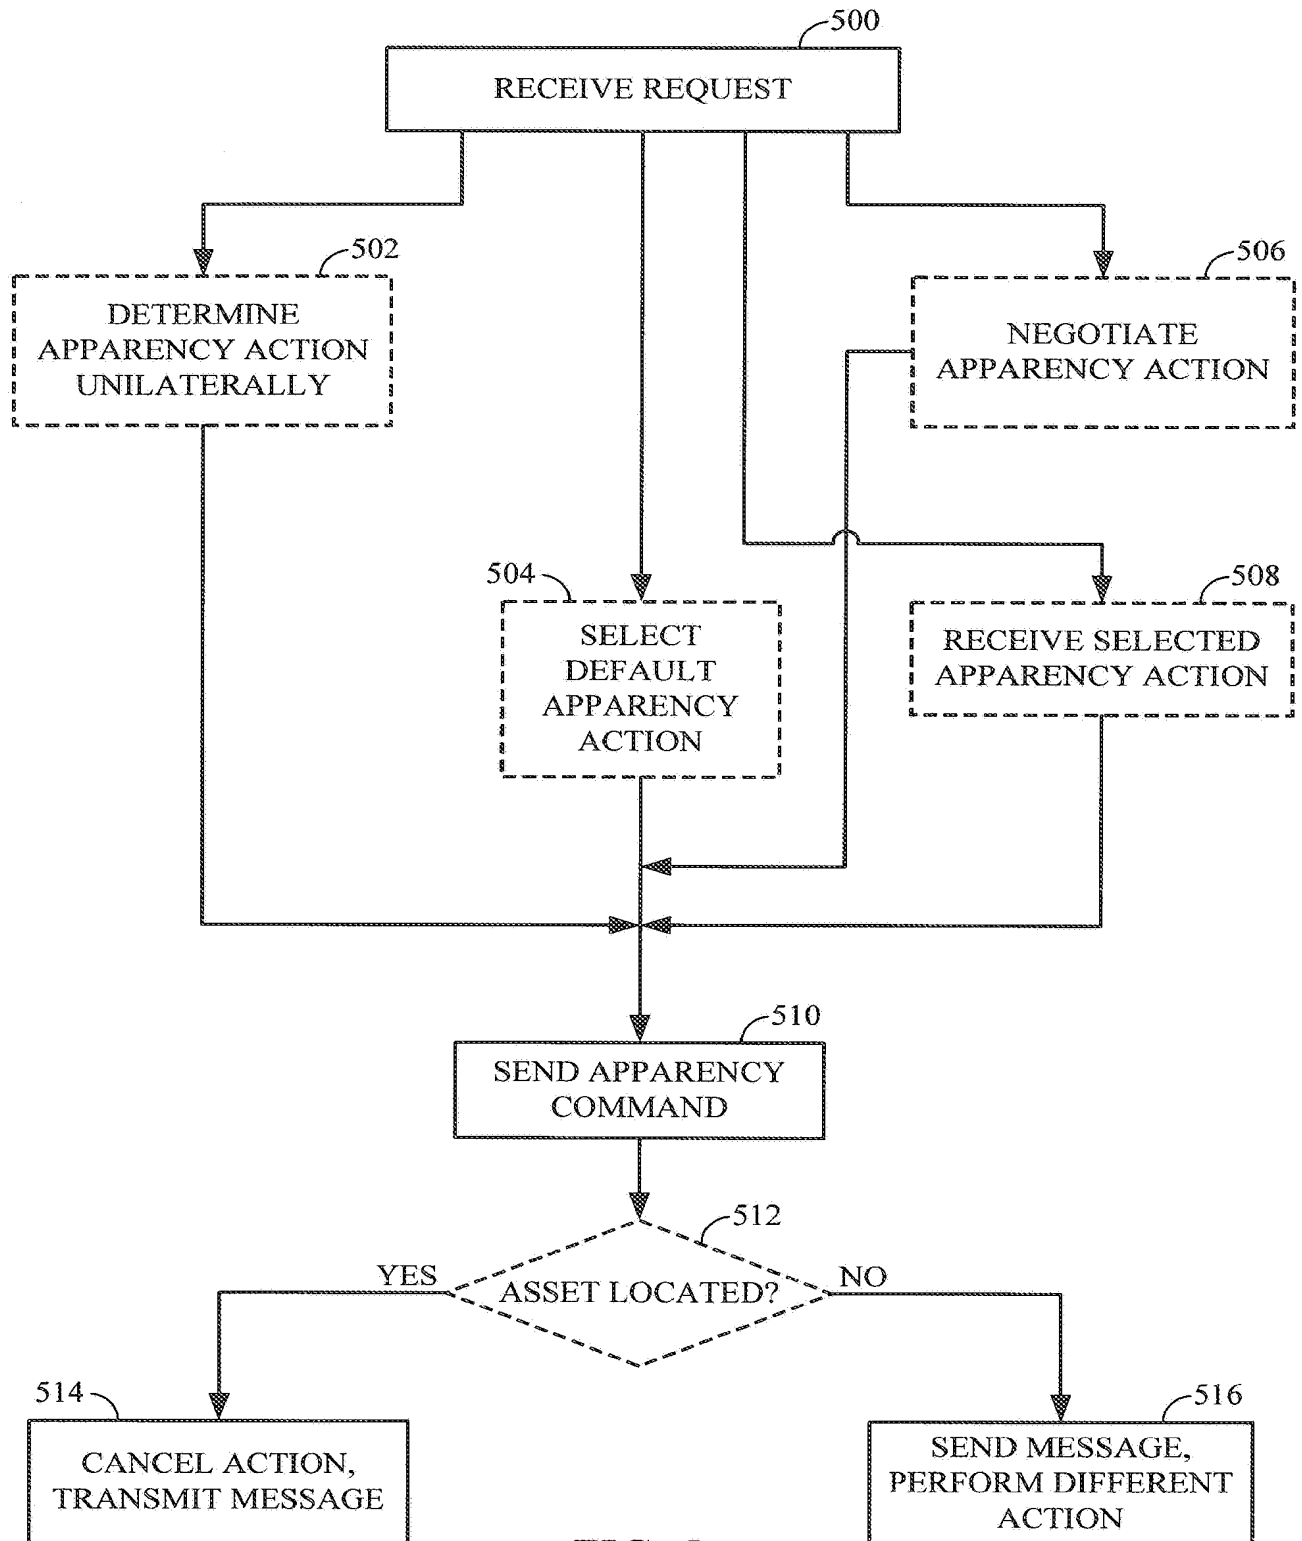 500
RECEIVE REQUEST
502
DETERMINE
APPARENCY ACTION
UNILATERALLY
506
NEGOTIATE
APPARENCY ACTION
504
SELECT
DEFAULT
APPARENCY
ACTION
508
RECEIVE SELECTED
APPARENCY ACTION
510
SEND APPARENCY
COMMAND
512
ASSET LOCATED?
YES
NO
514
CANCEL ACTION,
TRANSMIT MESSAGE
516
SEND MESSAGE,
PERFORM DIFFERENT
ACTION